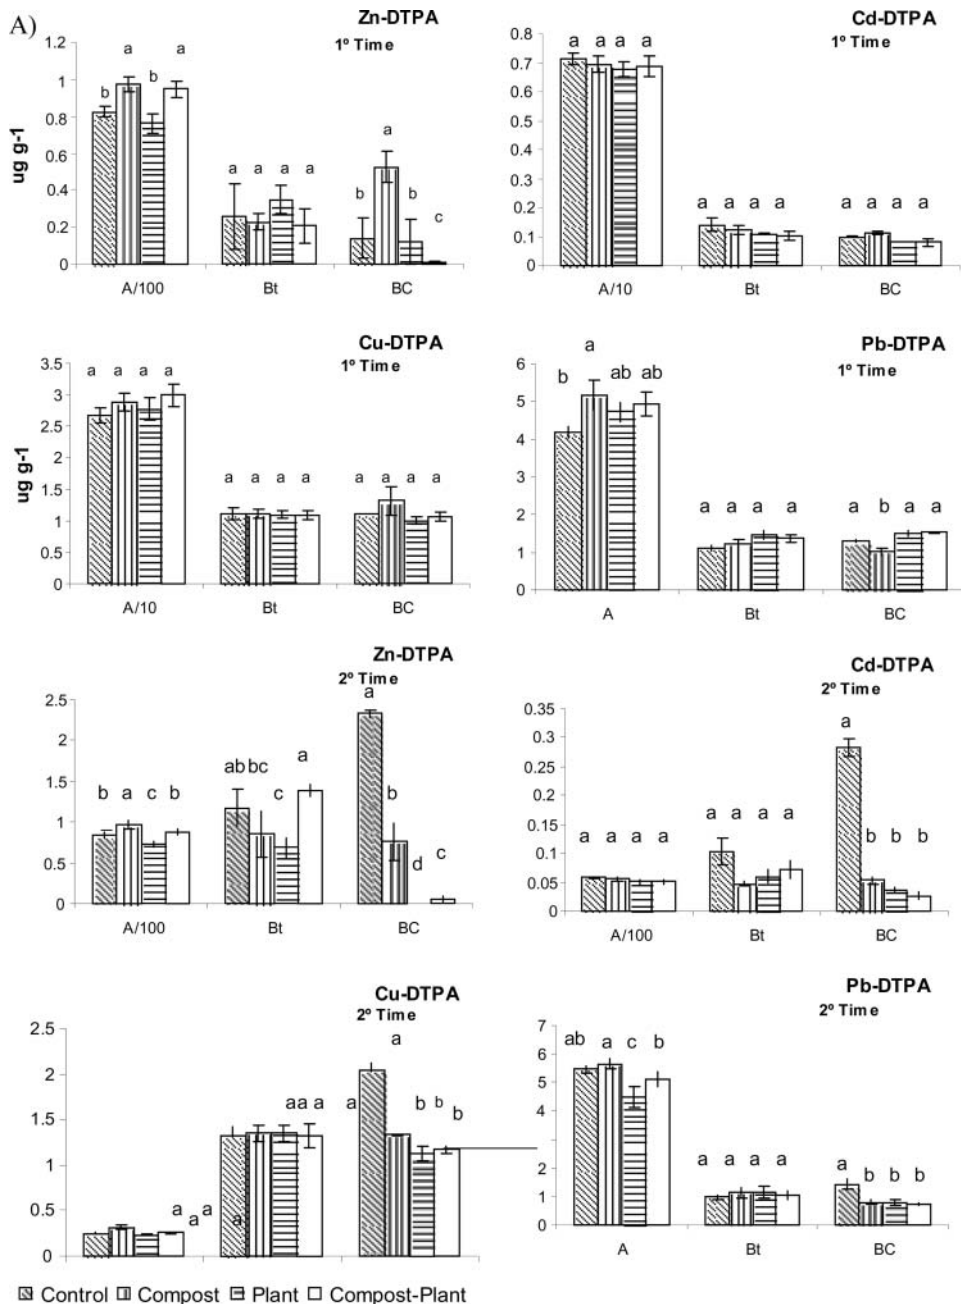 A)
Zn-DTPA
1º Time
ug g-1
1.2
1
0.8
0.6
0.4
0.2
0
b a b a
a a a a
b a b c
A/100 Bt BC
Cd-DTPA
1º Time
0.8
0.7
0.6
0.5
0.4
0.3
0.2
0.1
0
a a a a
a a a a
a a a a
A/10 Bt BC
Cu-DTPA
1º Time
ug g-1
3.5
3
2.5
2
1.5
1
0.5
0
a a a a
a a a a
a a a a
A/10 Bt BC
Pb-DTPA
1º Time
6
5
4
3
2
1
0
b a ab ab
a a a a
a b a a
A Bt BC
Zn-DTPA
2º Time
2.5
2
1.5
1
0.5
0
b a c b
ab bc c a
a b d c
A/100 Bt BC
Cd-DTPA
2º Time
0.35
0.3
0.25
0.2
0.15
0.1
0.05
0
a a a a
a a a a
a b b b
A/100 Bt BC
Cu-DTPA
2º Time
2.5
2
1.5
1
0.5
0
a a a a
aa a a
a b b b
Pb-DTPA
2º Time
7
6
5
4
2
1
0
ab a c b
a a a a
a b b b
A Bt BC
Control Compost Plant Compost-Plant